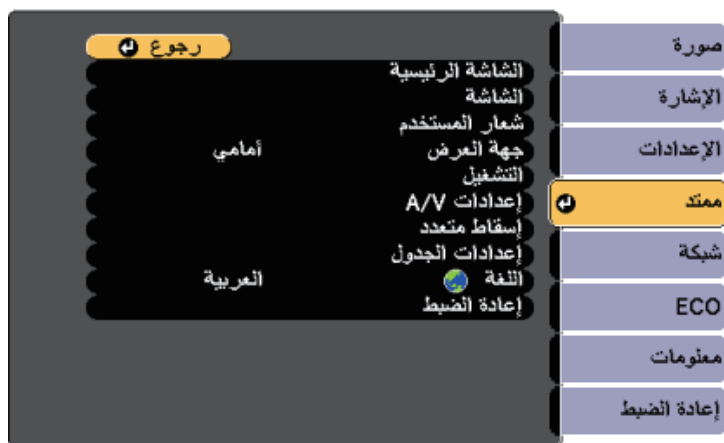 صورة
الإشارة
الإعدادات
ممتد
شبكة
ECO
معلومات
إعادة الضبط
رجوع
الشاشة الرئيسية
الشاشة
شعار المستخدم
جهة العرض أمامي
التشغيل
إعدادات A/V
إسقاط متعدد
إعدادات الجدول
اللغة العربية
إعادة الضبط